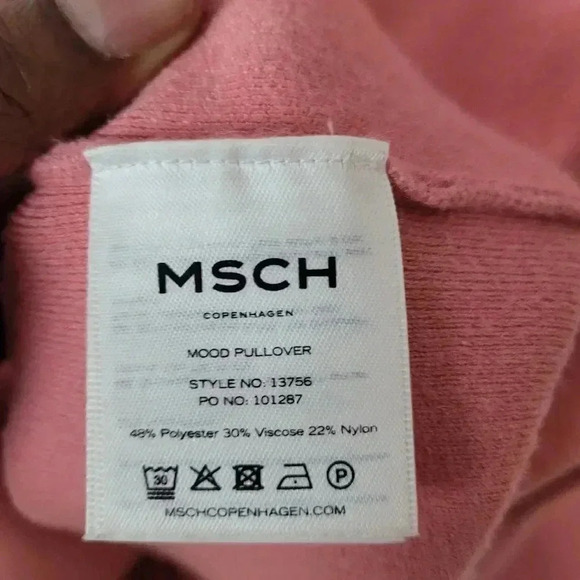 MSCH
COPENHAGEN
MOOD PULLOVER
STYLE NO: 13756
PO NO: 101287
48% Polyester 30% Viscose 22% Nylon
30 P
MSCHCOPENHAGEN.COM